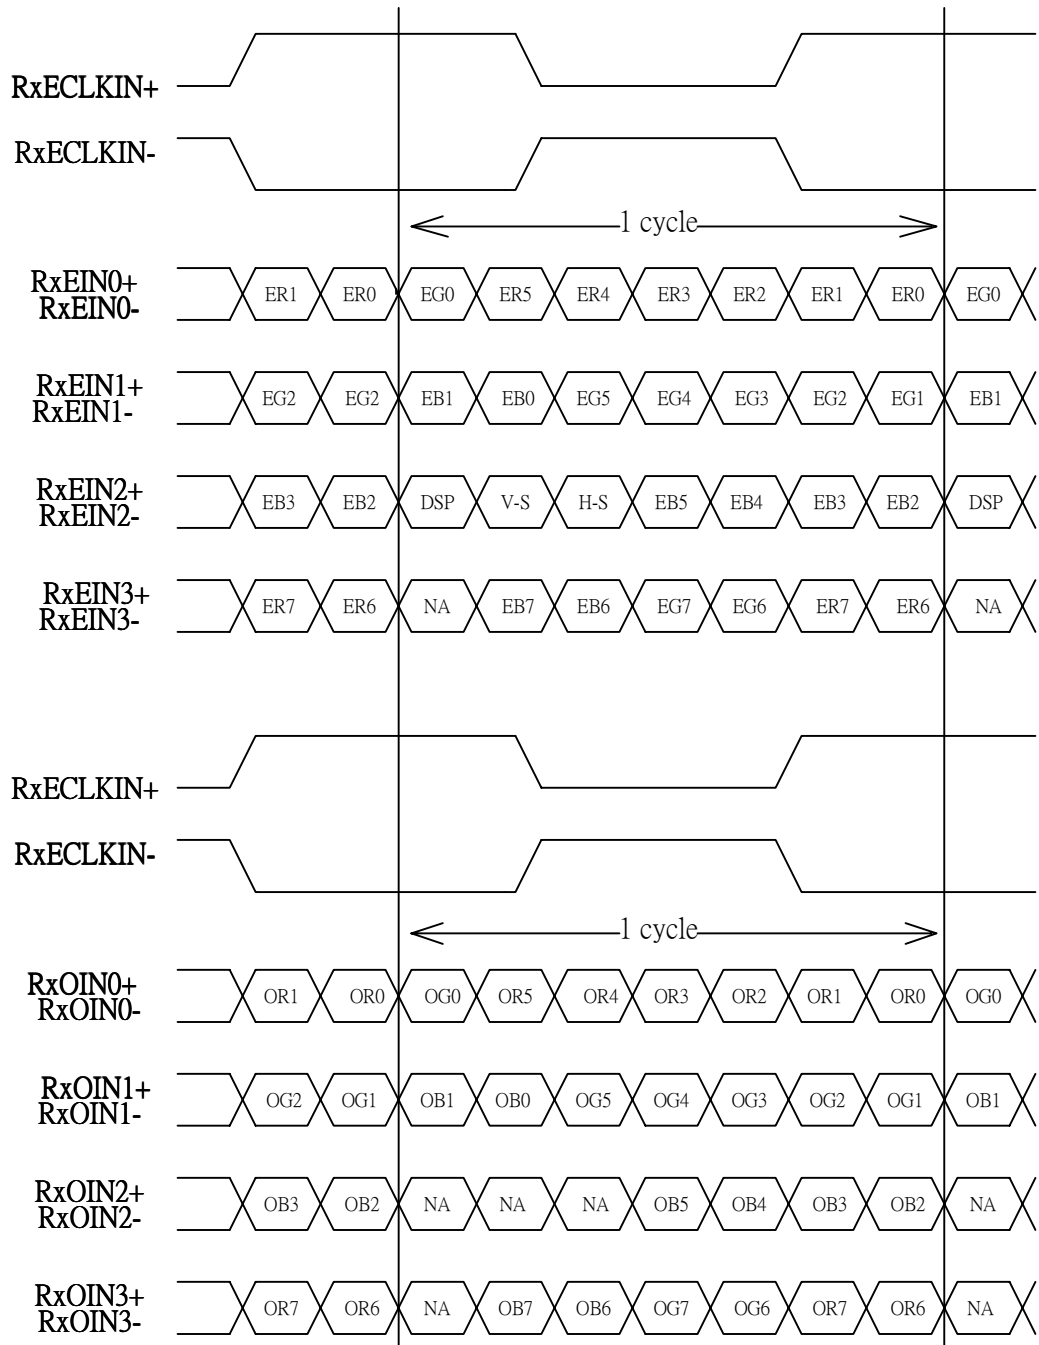 RxECLKIN+
RxECLKIN-
1 cycle
RxEIN0+
RxEIN0-
ER1 ER0 EG0 ER5 ER4 ER3 ER2 ER1 ER0 EG0
RxEIN1+
RxEIN1-
EG2 EG2 EB1 EB0 EG5 EG4 EG3 EG2 EG1 EB1
RxEIN2+
RxEIN2-
EB3 EB2 DSP V-S H-S EB5 EB4 EB3 EB2 DSP
RxEIN3+
RxEIN3-
ER7 ER6 NA EB7 EB6 EG7 EG6 ER7 ER6 NA
RxECLKIN+
RxECLKIN-
1 cycle
RxOIN0+
RxOIN0-
OR1 OR0 OG0 OR5 OR4 OR3 OR2 OR1 OR0 OG0
RxOIN1+
RxOIN1-
OG2 OG1 OB1 OB0 OG5 OG4 OG3 OG2 OG1 OB1
RxOIN2+
RxOIN2-
OB3 OB2 NA NA NA OB5 OB4 OB3 OB2 NA
RxOIN3+
RxOIN3-
OR7 OR6 NA OB7 OB6 OG7 OG6 OR7 OR6 NA